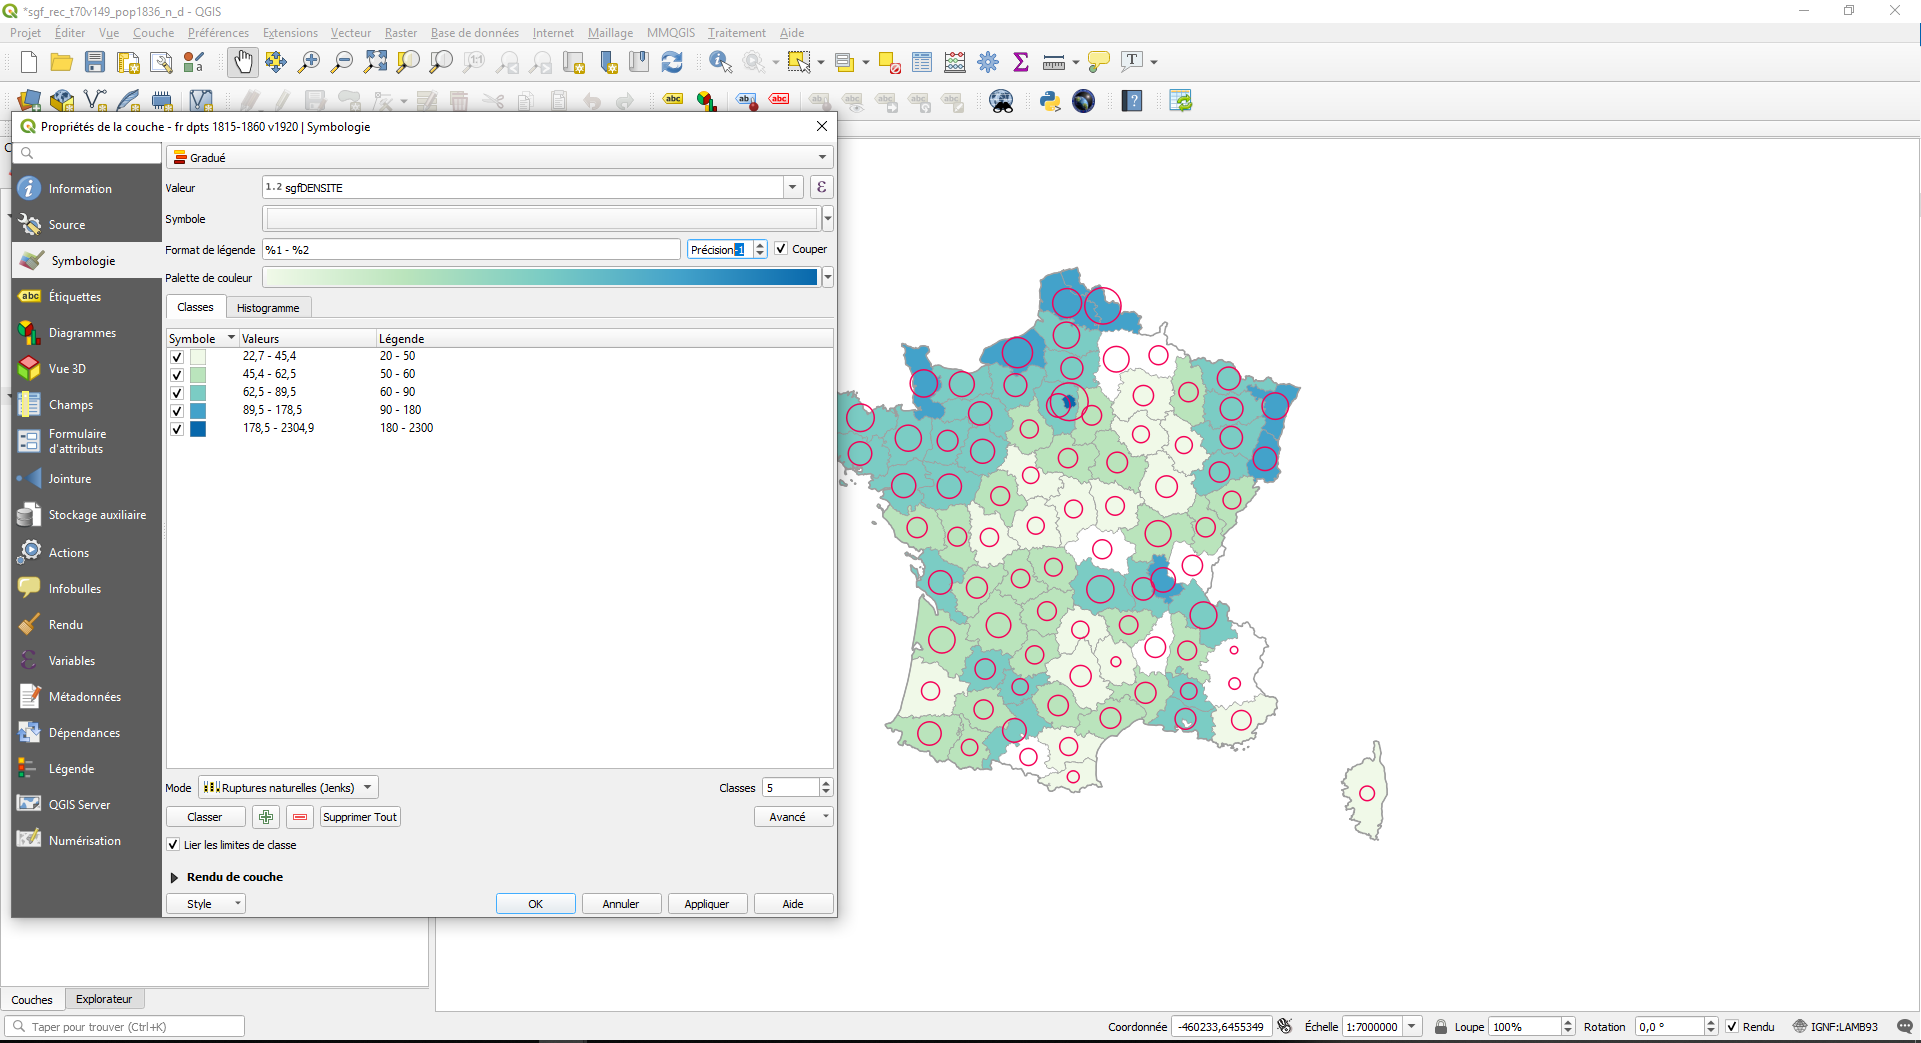 *sgf_rec_t70v149_pop1836_n_d - QGIS
Projet Éditer Vue Couche Préférences Extensions Vecteur Raster Base de données Internet Maillage MMQGIS Traitement Aide
Propriétés de la couche - fr dpts 1815-1860 v1920 | Symbologie
Information
Source
Symbologie
Étiquettes
Diagrammes
Vue 3D
Champs
Formulaire
d'attributs
Jointure
Stockage auxiliaire
Actions
Infobulles
Rendu
Variables
Métadonnées
Dépendances
Légende
QGIS Server
Numérisation
Gradué
Valeur 1.2 sgfDENSITE ε
Symbole
Format de légende %1 - %2 Précision -1 Couper
Palette de couleur
Classes Histogramme
Symbole Valeurs Légende
22,7 - 45,4 20 - 50
45,4 - 62,5 50 - 60
62,5 - 89,5 60 - 90
89,5 - 178,5 90 - 180
178,5 - 2304,9 180 - 2300
Mode Ruptures naturelles (Jenks) Classes 5
Classer Supprimer Tout Avancé
Lier les limites de classe
Rendu de couche
Style OK Annuler Appliquer Aide
Couches Explorateur
Taper pour trouver (Ctrl+K) Coordonnée -460233,6455349 Échelle 1:7000000 Loupe 100% Rotation 0,0 ° Rendu IGNF:LAMB93